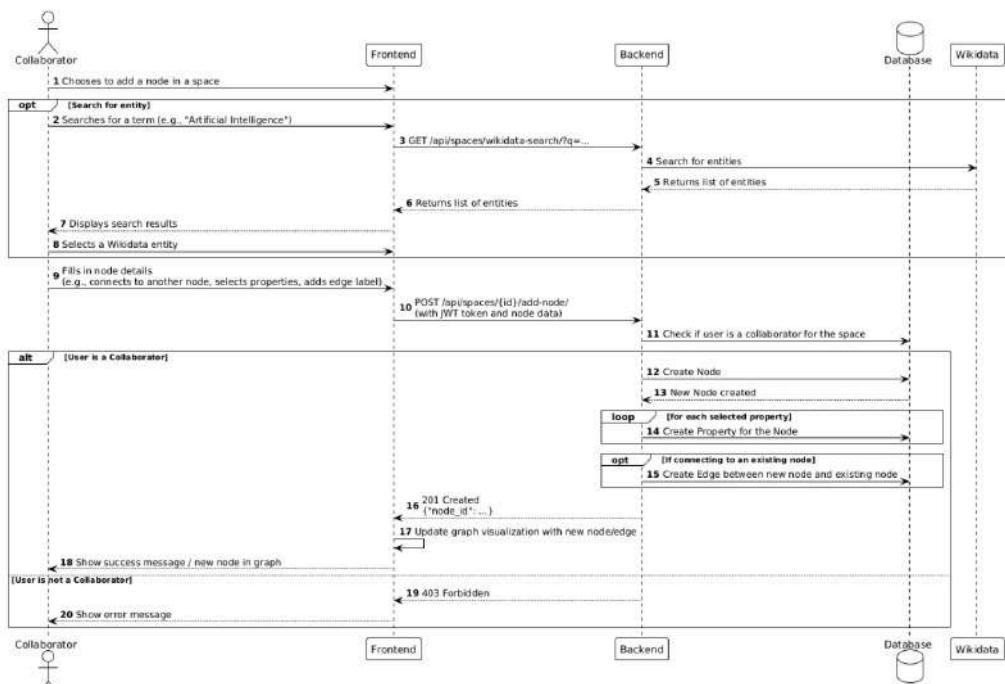 Collaborator
Frontend
Backend
Database
Wikidata
1 Chooses to add a node in a space
opt [Search for entity]
2 Searches for a term (e.g., "Artificial Intelligence")
3 GET /api/spaces/wikidata-search/?q=...
4 Search for entities
5 Returns list of entities
6 Returns list of entities
7 Displays search results
8 Selects a Wikidata entity
9 Fills in node details
(e.g., connects to another node, selects properties, adds edge label)
10 POST /api/spaces/{id}/add-node/
(with JWT token and node data)
11 Check if user is a collaborator for the space
alt [User is a Collaborator]
12 Create Node
13 New Node created
loop [for each selected property]
14 Create Property for the Node
opt [If connecting to an existing node]
15 Create Edge between new node and existing node
16 201 Created
{"node_id": ...}
17 Update graph visualization with new node/edge
18 Show success message / new node in graph
[User is not a Collaborator]
19 403 Forbidden
20 Show error message
Collaborator
Frontend
Backend
Database
Wikidata